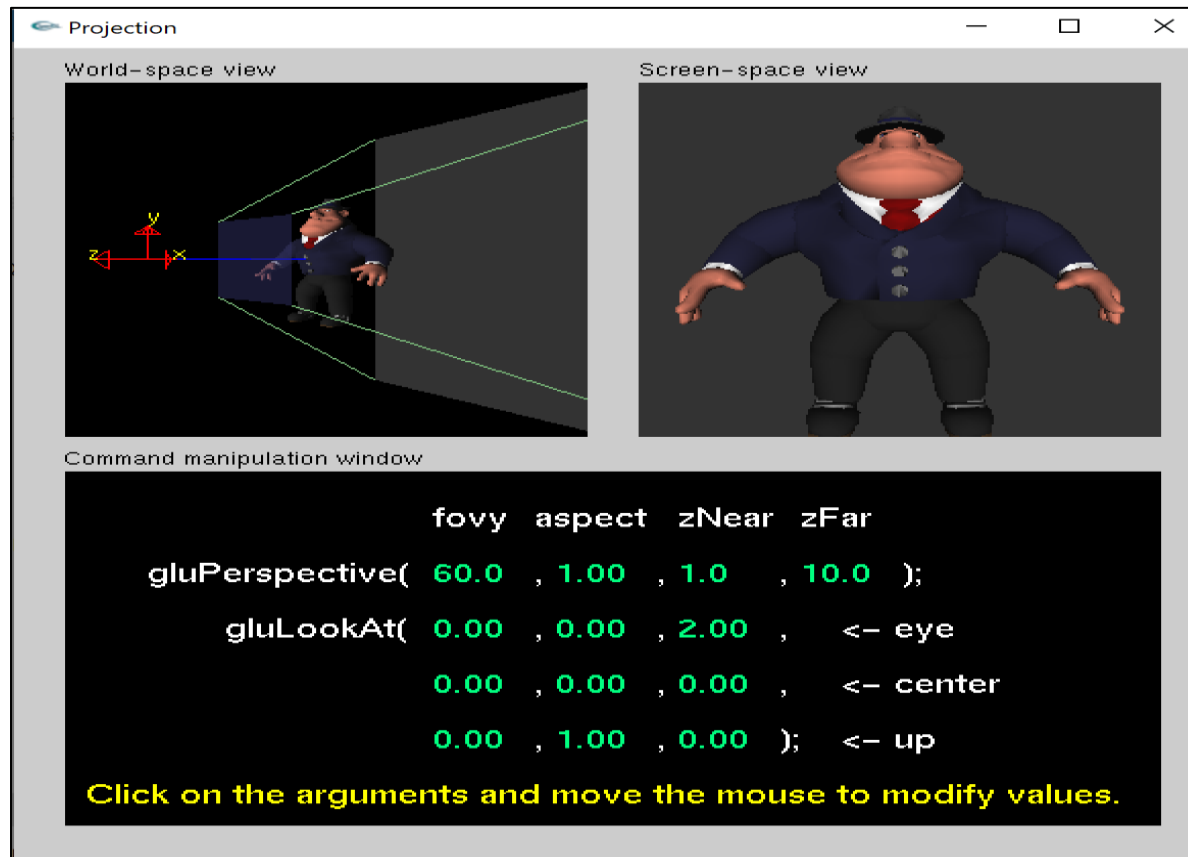 Projection
World-space view
Screen-space view
y
z x
Command manipulation window
fovy aspect zNear zFar
gluPerspective( 60.0 , 1.00 , 1.0 , 10.0 );
gluLookAt( 0.00 , 0.00 , 2.00 , <- eye
0.00 , 0.00 , 0.00 , <- center
0.00 , 1.00 , 0.00 ); <- up
Click on the arguments and move the mouse to modify values.